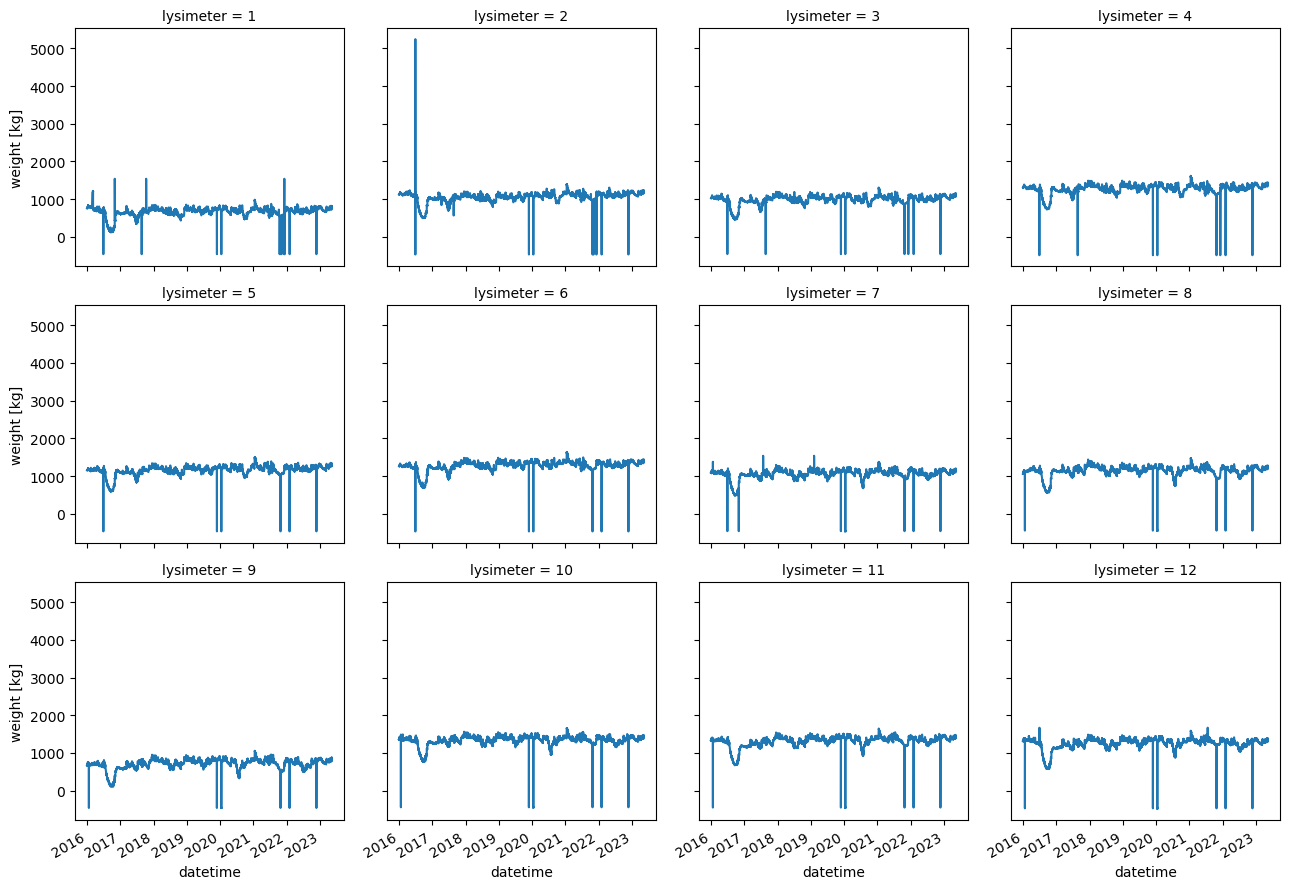 lysimeter = 1 lysimeter = 2 lysimeter = 3 lysimeter = 4
5000
4000
3000
2000
1000
0
weight [kg]
lysimeter = 5 lysimeter = 6 lysimeter = 7 lysimeter = 8
5000
4000
3000
2000
1000
0
weight [kg]
lysimeter = 9 lysimeter = 10 lysimeter = 11 lysimeter = 12
5000
4000
3000
2000
1000
0
weight [kg]
2016 2017 2018 2019 2020 2021 2022 2023 2016 2017 2018 2019 2020 2021 2022 2023 2016 2017 2018 2019 2020 2021 2022 2023 2016 2017 2018 2019 2020 2021 2022 2023
datetime datetime datetime datetime